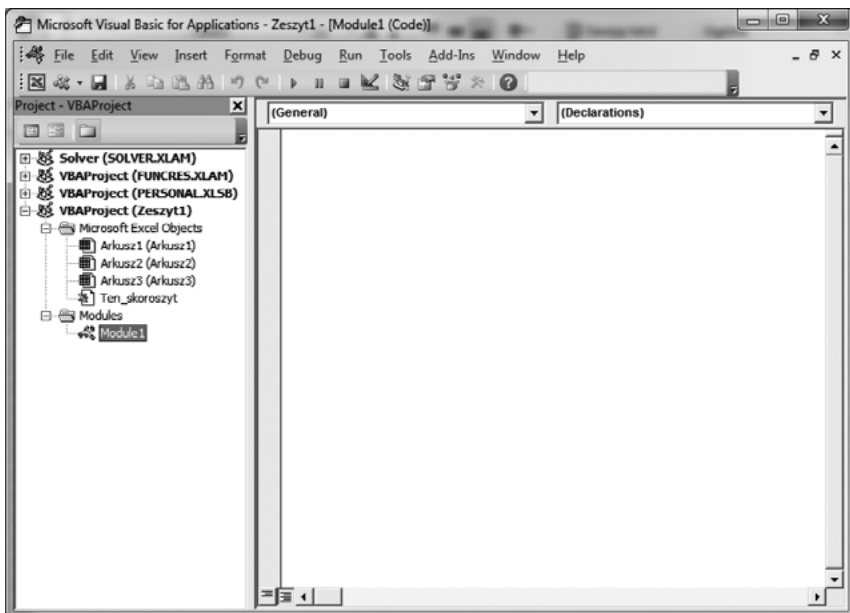 Microsoft Visual Basic for Applications - Zeszyt1 - [Module1 (Code)]
File Edit View Insert Format Debug Run Tools Add-Ins Window Help
Project - VBAProject
(General) (Declarations)
Solver (SOLVER.XLAM)
VBAProject (FUNCRES.XLAM)
VBAProject (PERSONAL.XLSB)
VBAProject (Zeszyt1)
Microsoft Excel Objects
Arkusz1 (Arkusz1)
Arkusz2 (Arkusz2)
Arkusz3 (Arkusz3)
Ten_skoroszyt
Modules
Module1